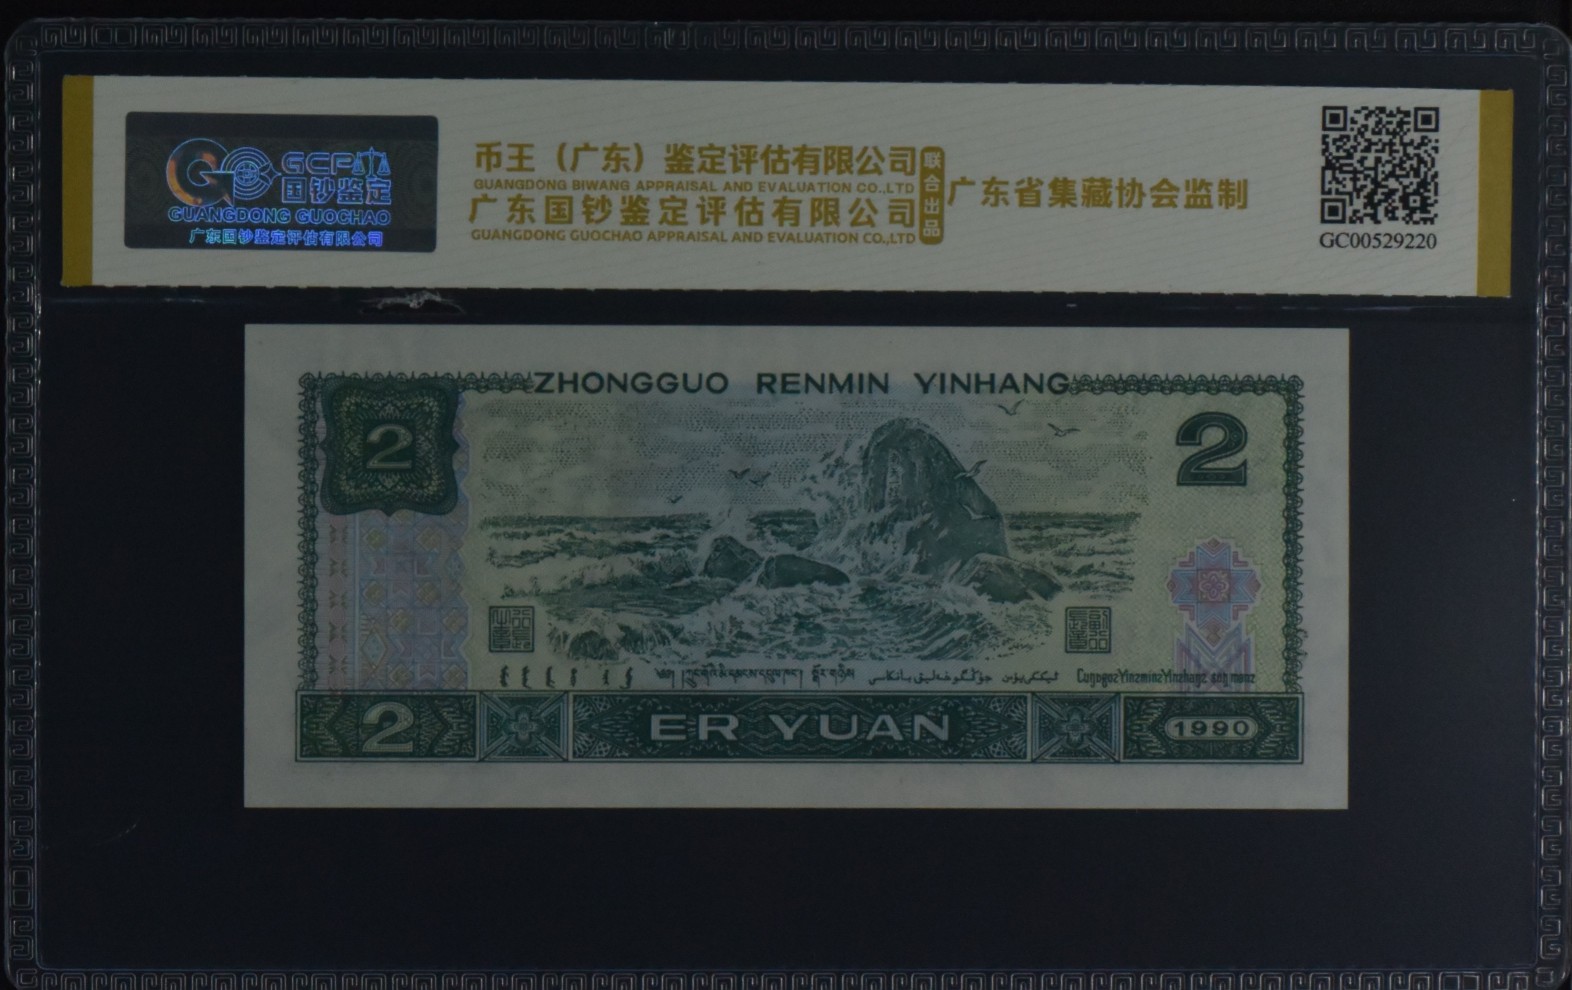 GCP
国钞鉴定
GUANGDONG GUOCHAO
广东国钞鉴定评估有限公司
币王（广东）鉴定评估有限公司
GUANGDONG BIWANG APPRAISAL AND EVALUATION CO.,LTD
广东国钞鉴定评估有限公司
GUANGDONG GUOCHAO APPRAISAL AND EVALUATION CO.,LTD
联合出品
广东省集藏协会监制
GC00529220
ZHONGGUO RENMIN YINHANG
2
2
2
ER YUAN
1990